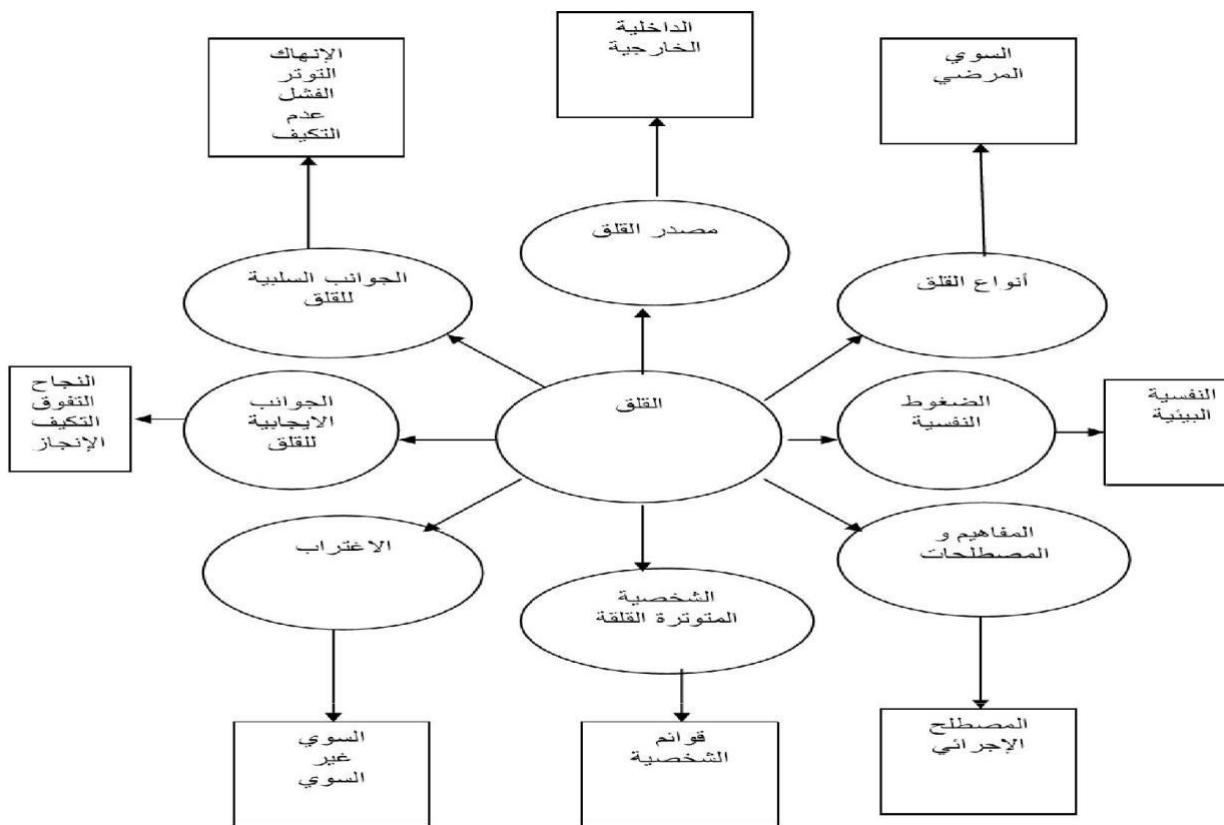 السوي
المرضي
أنواع القلق
الداخلية
الخارجية
مصدر القلق
الإنهاك
التوتر
الفشل
عدم
التكيف
الجوانب السلبية
للقلق
القلق
الضغوط
النفسية
النفسية
البيئية
الجوانب
الايجابية
للقلق
النجاح
التفوق
التكيف
الإنجاز
المفاهيم و
المصطلحات
المصطلح
الإجرائي
الشخصية
المتوترة القلقة
قوائم
الشخصية
الاغتراب
السوي
غير
السوي